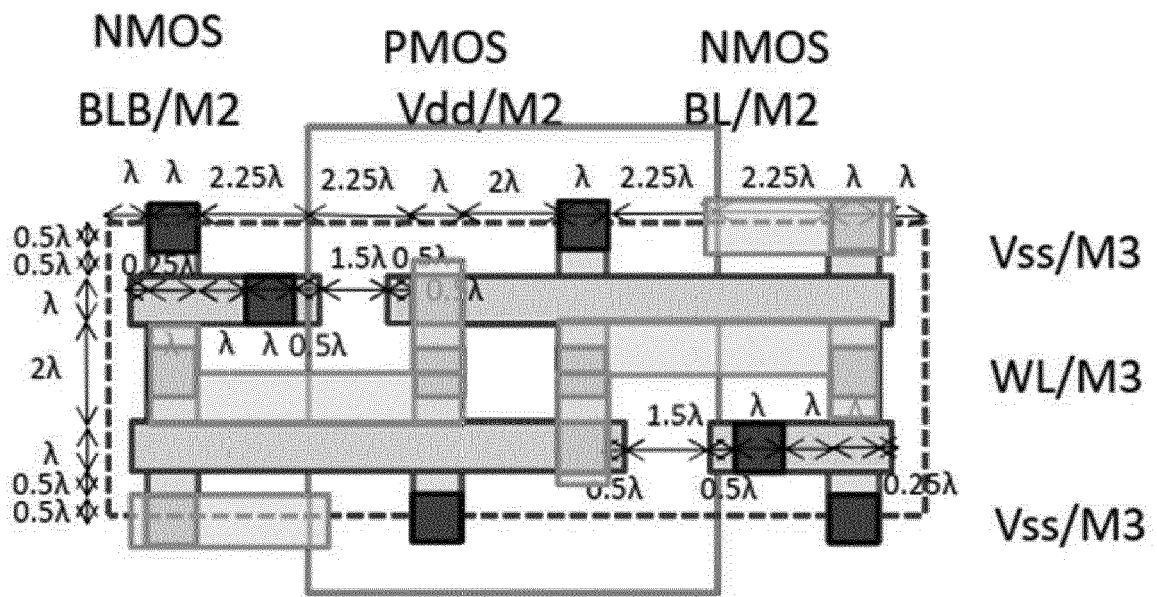 NMOS PMOS NMOS
BLB/M2 Vdd/M2 BL/M2
λ λ 2.25λ 2.25λ λ 2λ λ 2.25λ 2.25λ λ λ
0.5λ
0.5λ 0.25λ 1.5λ 0.5λ Vss/M3
λ 0.5λ
λ λ λ 0.5λ
2λ WL/M3
1.5λ λ λ λ
λ
0.5λ 0.5λ 0.5λ 0.25λ
0.5λ Vss/M3